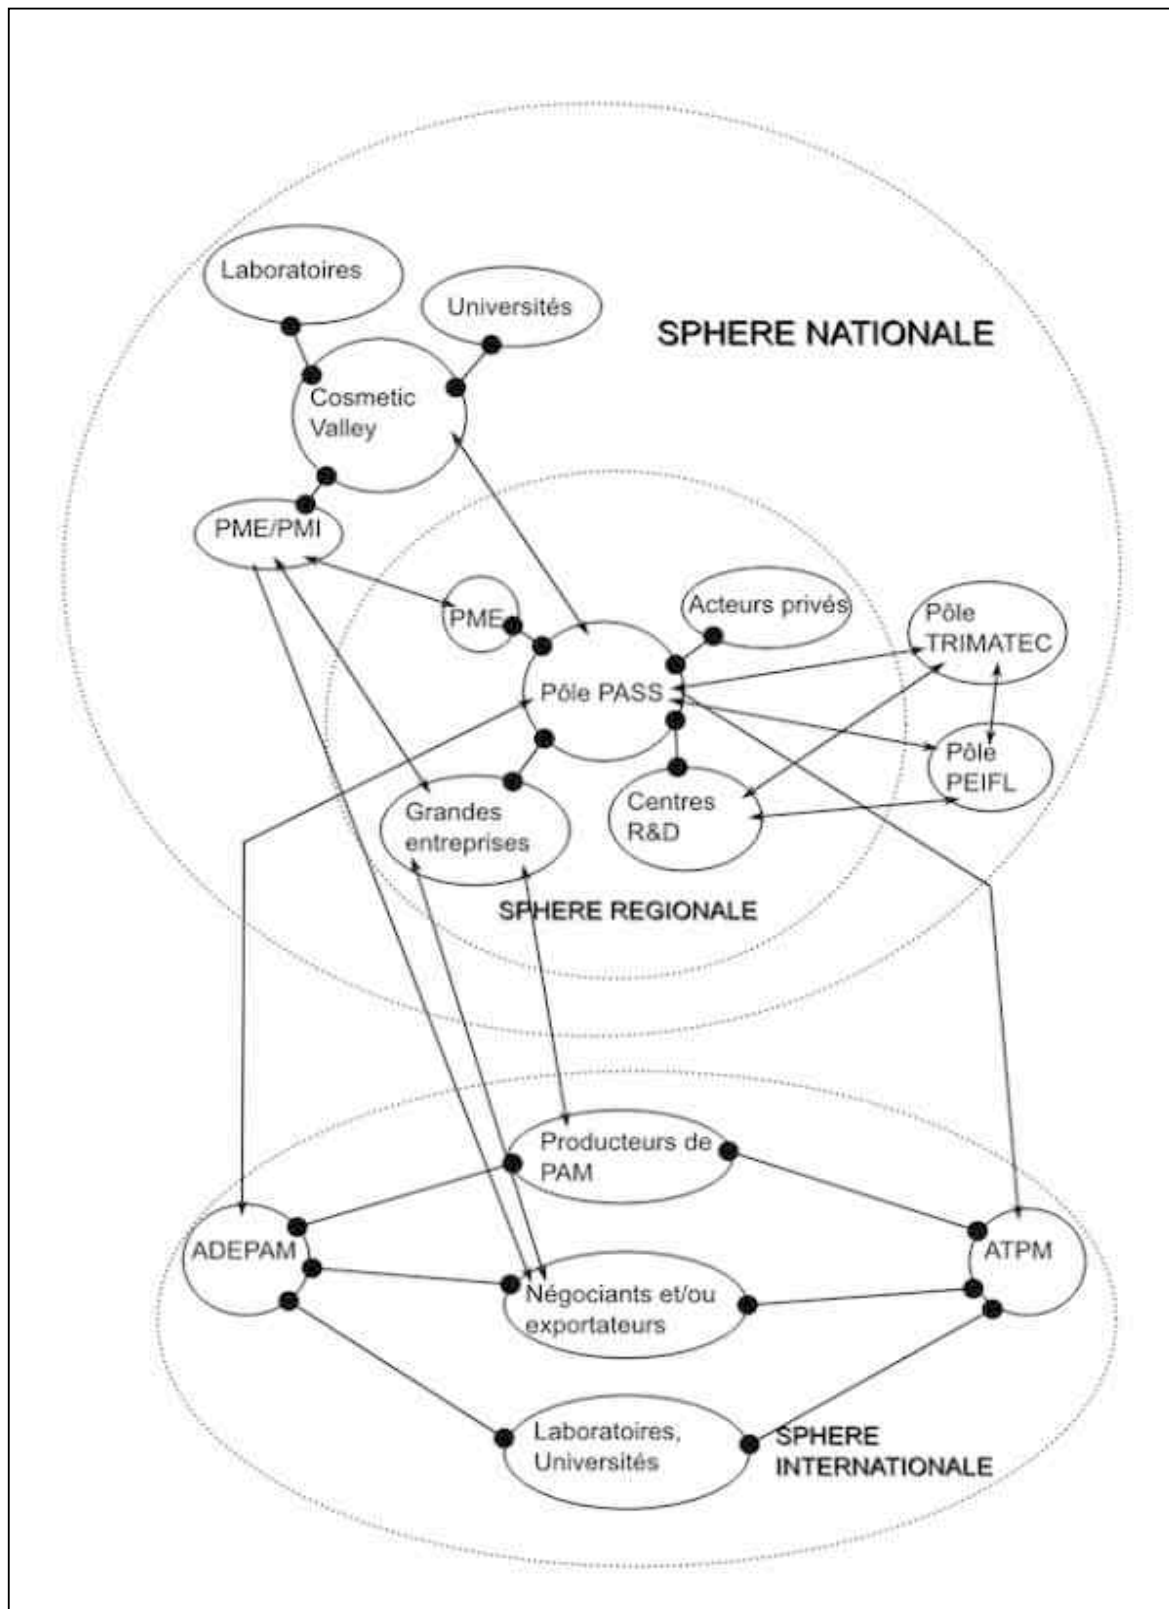 Laboratoires
Universités
SPHERE NATIONALE
Cosmetic
Valley
PME/PMI
PME
Acteurs privés
Pôle
TRIMATEC
Pôle PASS
Pôle
PEIFL
Grandes
entreprises
Centres
R&D
SPHERE REGIONALE
Producteurs de
PAM
ADEPAM
ATPM
Négociants et/ou
exportateurs
Laboratoires,
Universités
SPHERE
INTERNATIONALE